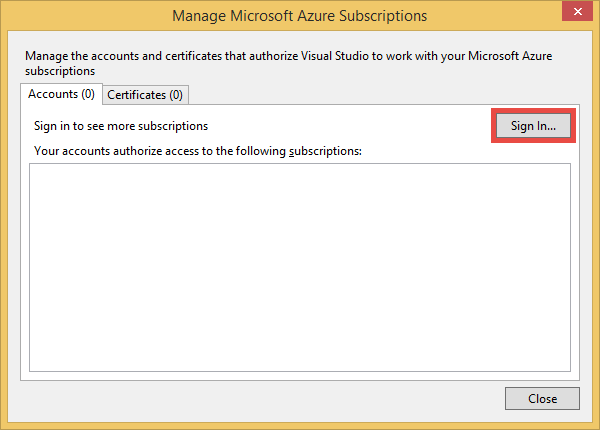 Manage Microsoft Azure Subscriptions
Manage the accounts and certificates that authorize Visual Studio to work with your Microsoft Azure
subscriptions
Accounts (0)
Certificates (0)
Sign in to see more subscriptions
Sign In...
Your accounts authorize access to the following subscriptions:
Close